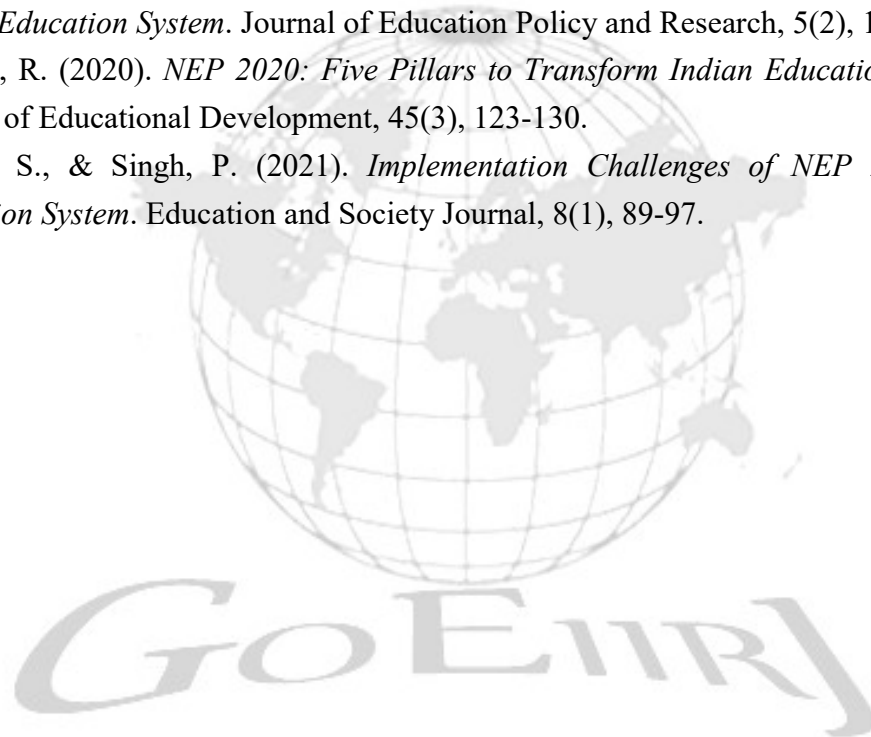 Education System. Journal of Education Policy and Research, 5(2), 1
, R. (2020). NEP 2020: Five Pillars to Transform Indian Educatio
of Educational Development, 45(3), 123-130.
S., & Singh, P. (2021). Implementation Challenges of NEP
ion System. Education and Society Journal, 8(1), 89-97.
GOEIIRJ